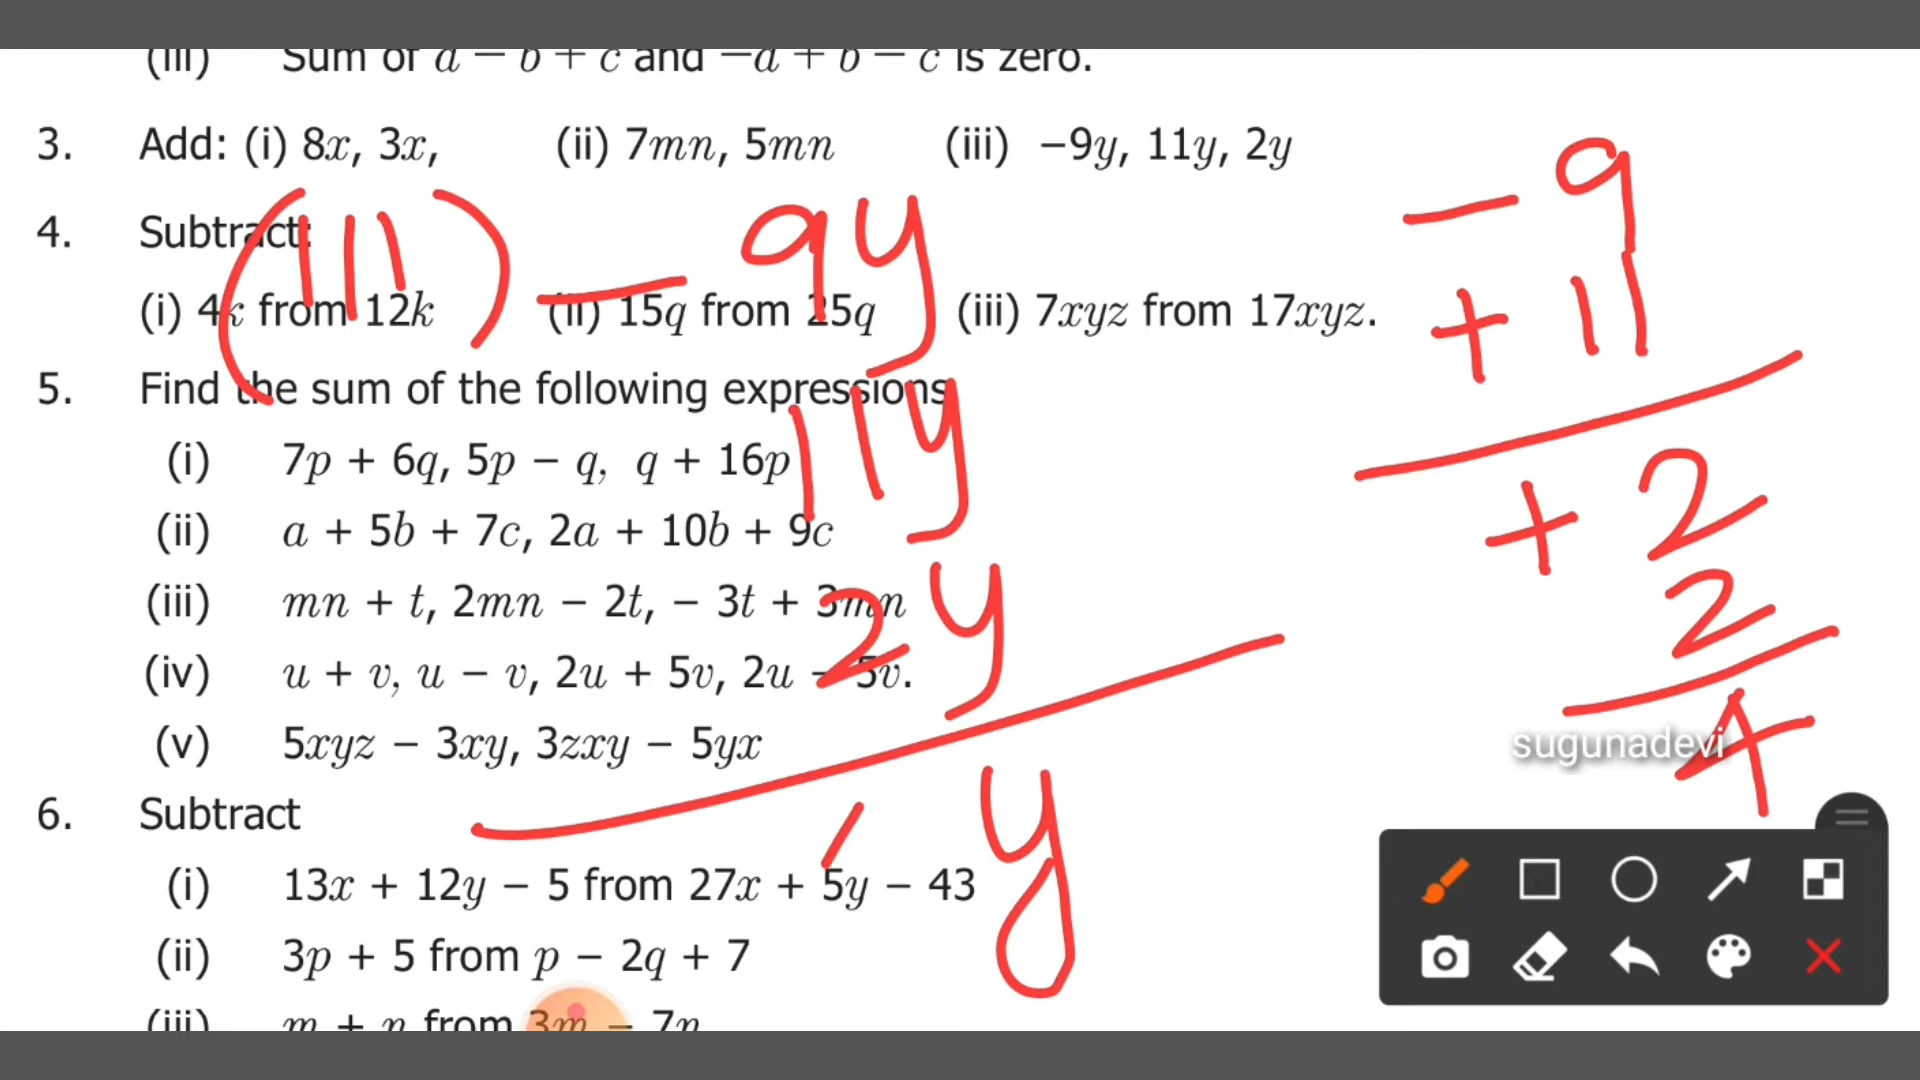 (iii) Sum of a − b + c and −a + b − c is zero.
3. Add: (i) 8x, 3x, (ii) 7mn, 5mn (iii) −9y, 11y, 2y
4. Subtract:
(i) 4k from 12k (ii) 15q from 25q (iii) 7xyz from 17xyz.
5. Find the sum of the following expressions
(i) 7p + 6q, 5p − q, q + 16p
(ii) a + 5b + 7c, 2a + 10b + 9c
(iii) mn + t, 2mn − 2t, − 3t + 3mn
(iv) u + v, u − v, 2u + 5v, 2u − 5v.
(v) 5xyz − 3xy, 3zxy − 5yx
6. Subtract
(i) 13x + 12y − 5 from 27x + 5y − 43
(ii) 3p + 5 from p − 2q + 7
(iii) m + n from 3m − 7n
(111) − 9y
11y
2y
y
− 9
+ 11
+ 2
2
4
sugunadevi